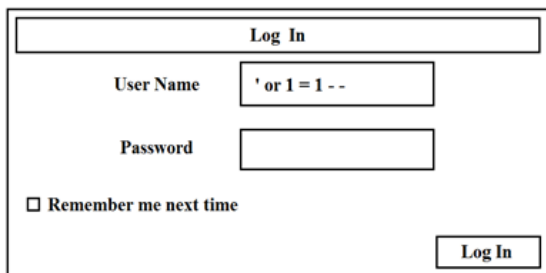 Log In
User Name ' or 1 = 1 - -
Password
Remember me next time
Log In